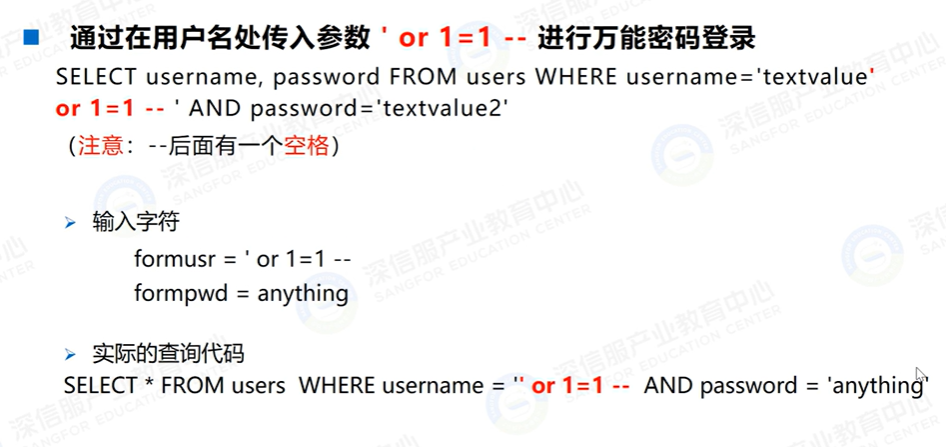 通过在用户名处传入参数 ' or 1=1 -- 进行万能密码登录
SELECT username, password FROM users WHERE username='textvalue'
or 1=1 -- ' AND password='textvalue2'
（注意：--后面有一个空格）
输入字符
formusr = ' or 1=1 --
formpwd = anything
实际的查询代码
SELECT * FROM users WHERE username = '' or 1=1 -- AND password = 'anything'
深信服产业教育中心
SANGFOR EDUCATION CENTER